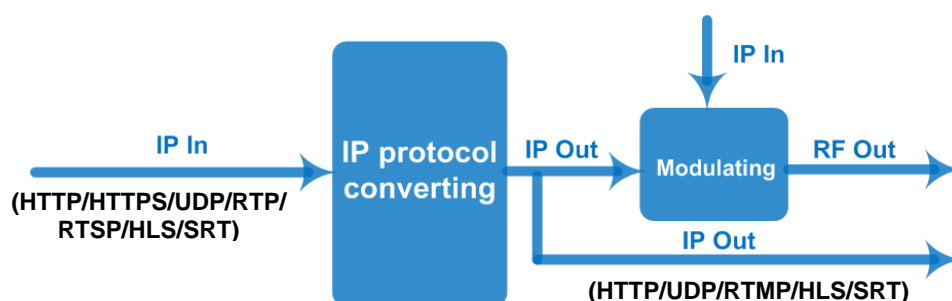 IP In
IP In
(HTTP/HTTPS/UDP/RTP/
RTSP/HLS/SRT)
IP protocol
converting
IP Out
Modulating
RF Out
IP Out
(HTTP/UDP/RTMP/HLS/SRT)